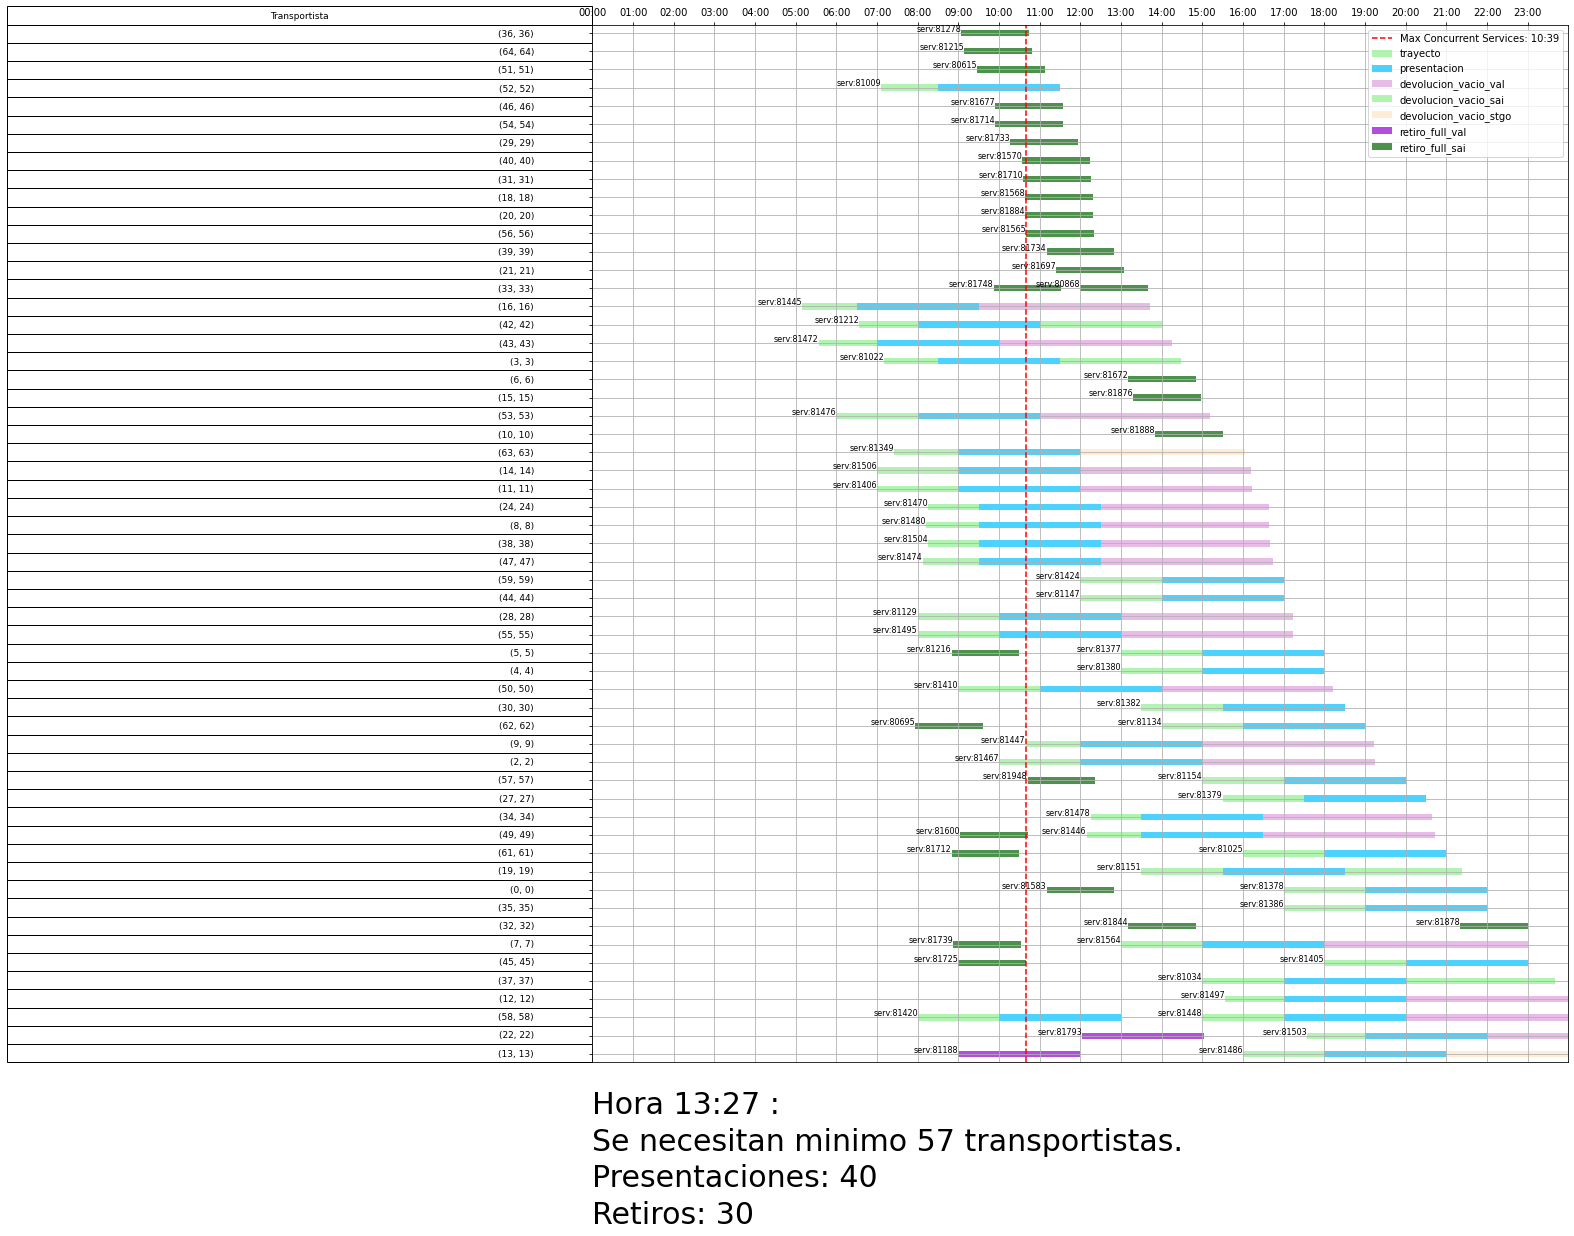 Transportista
00:00 01:00 02:00 03:00 04:00 05:00 06:00 07:00 08:00 09:00 10:00 11:00 12:00 13:00 14:00 15:00 16:00 17:00 18:00 19:00 20:00 21:00 22:00 23:00
Max Concurrent Services: 10:39
trayecto
presentacion
devolucion_vacio_val
devolucion_vacio_sai
devolucion_vacio_stgo
retiro_full_val
retiro_full_sai
(36, 36) serv:81278
(64, 64) serv:81215
(51, 51) serv:80615
(52, 52) serv:81009
(46, 46) serv:81677
(54, 54) serv:81714
(29, 29) serv:81733
(40, 40) serv:81570
(31, 31) serv:81710
(18, 18) serv:81568
(20, 20) serv:81884
(56, 56) serv:81565
(39, 39) serv:81734
(21, 21) serv:81697
(33, 33) serv:81748 serv:80868
(16, 16) serv:81445
(42, 42) serv:81212
(43, 43) serv:81472
(3, 3) serv:81022
(6, 6) serv:81672
(15, 15) serv:81876
(53, 53) serv:81476
(10, 10) serv:81888
(63, 63) serv:81349
(14, 14) serv:81506
(11, 11) serv:81406
(24, 24) serv:81470
(8, 8) serv:81480
(38, 38) serv:81504
(47, 47) serv:81474
(59, 59) serv:81424
(44, 44) serv:81147
(28, 28) serv:81129
(55, 55) serv:81495
(5, 5) serv:81216 serv:81377
(4, 4) serv:81380
(50, 50) serv:81410
(30, 30) serv:81382
(62, 62) serv:80695 serv:81134
(9, 9) serv:81447
(2, 2) serv:81467
(57, 57) serv:81948 serv:81154
(27, 27) serv:81379
(34, 34) serv:81478
(49, 49) serv:81600 serv:81446
(61, 61) serv:81712 serv:81025
(19, 19) serv:81151
(0, 0) serv:81583 serv:81378
(35, 35) serv:81386
(32, 32) serv:81844 serv:81878
(7, 7) serv:81739 serv:81564
(45, 45) serv:81725 serv:81405
(37, 37) serv:81034
(12, 12) serv:81497
(58, 58) serv:81420 serv:81448
(22, 22) serv:81793 serv:81503
(13, 13) serv:81188 serv:81486
Hora 13:27 :
Se necesitan minimo 57 transportistas.
Presentaciones: 40
Retiros: 30